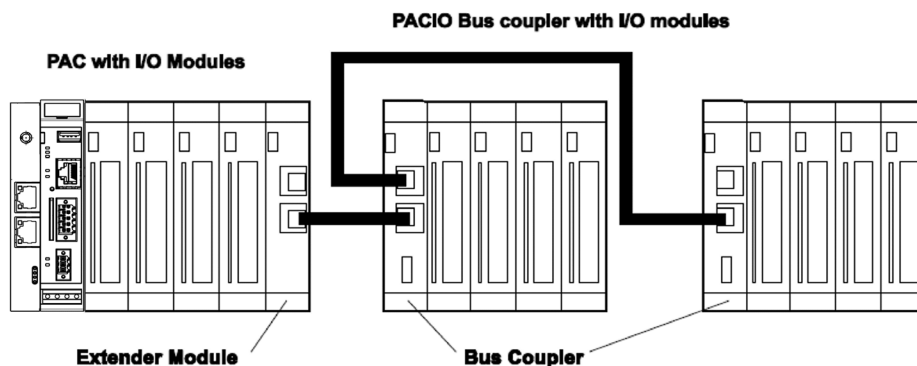 PACIO Bus coupler with I/O modules
PAC with I/O Modules
Extender Module
Bus Coupler